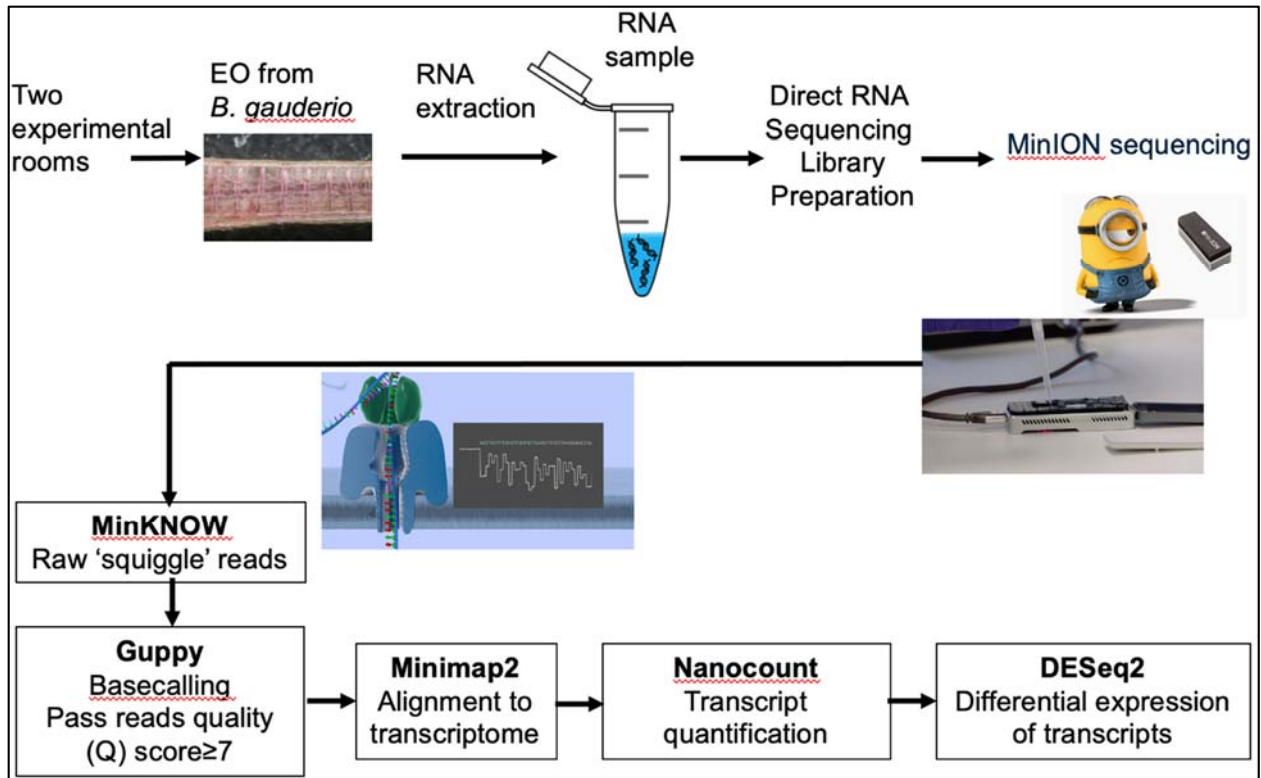 Two
experimental
rooms
EO from
B. gauderio
RNA
extraction
RNA
sample
Direct RNA
Sequencing
Library
Preparation
MinION sequencing
MinION
MinKNOW
Raw ‘squiggle’ reads
Guppy
Basecalling
Pass reads quality
(Q) score≥7
Minimap2
Alignment to
transcriptome
Nanocount
Transcript
quantification
DESeq2
Differential expression
of transcripts